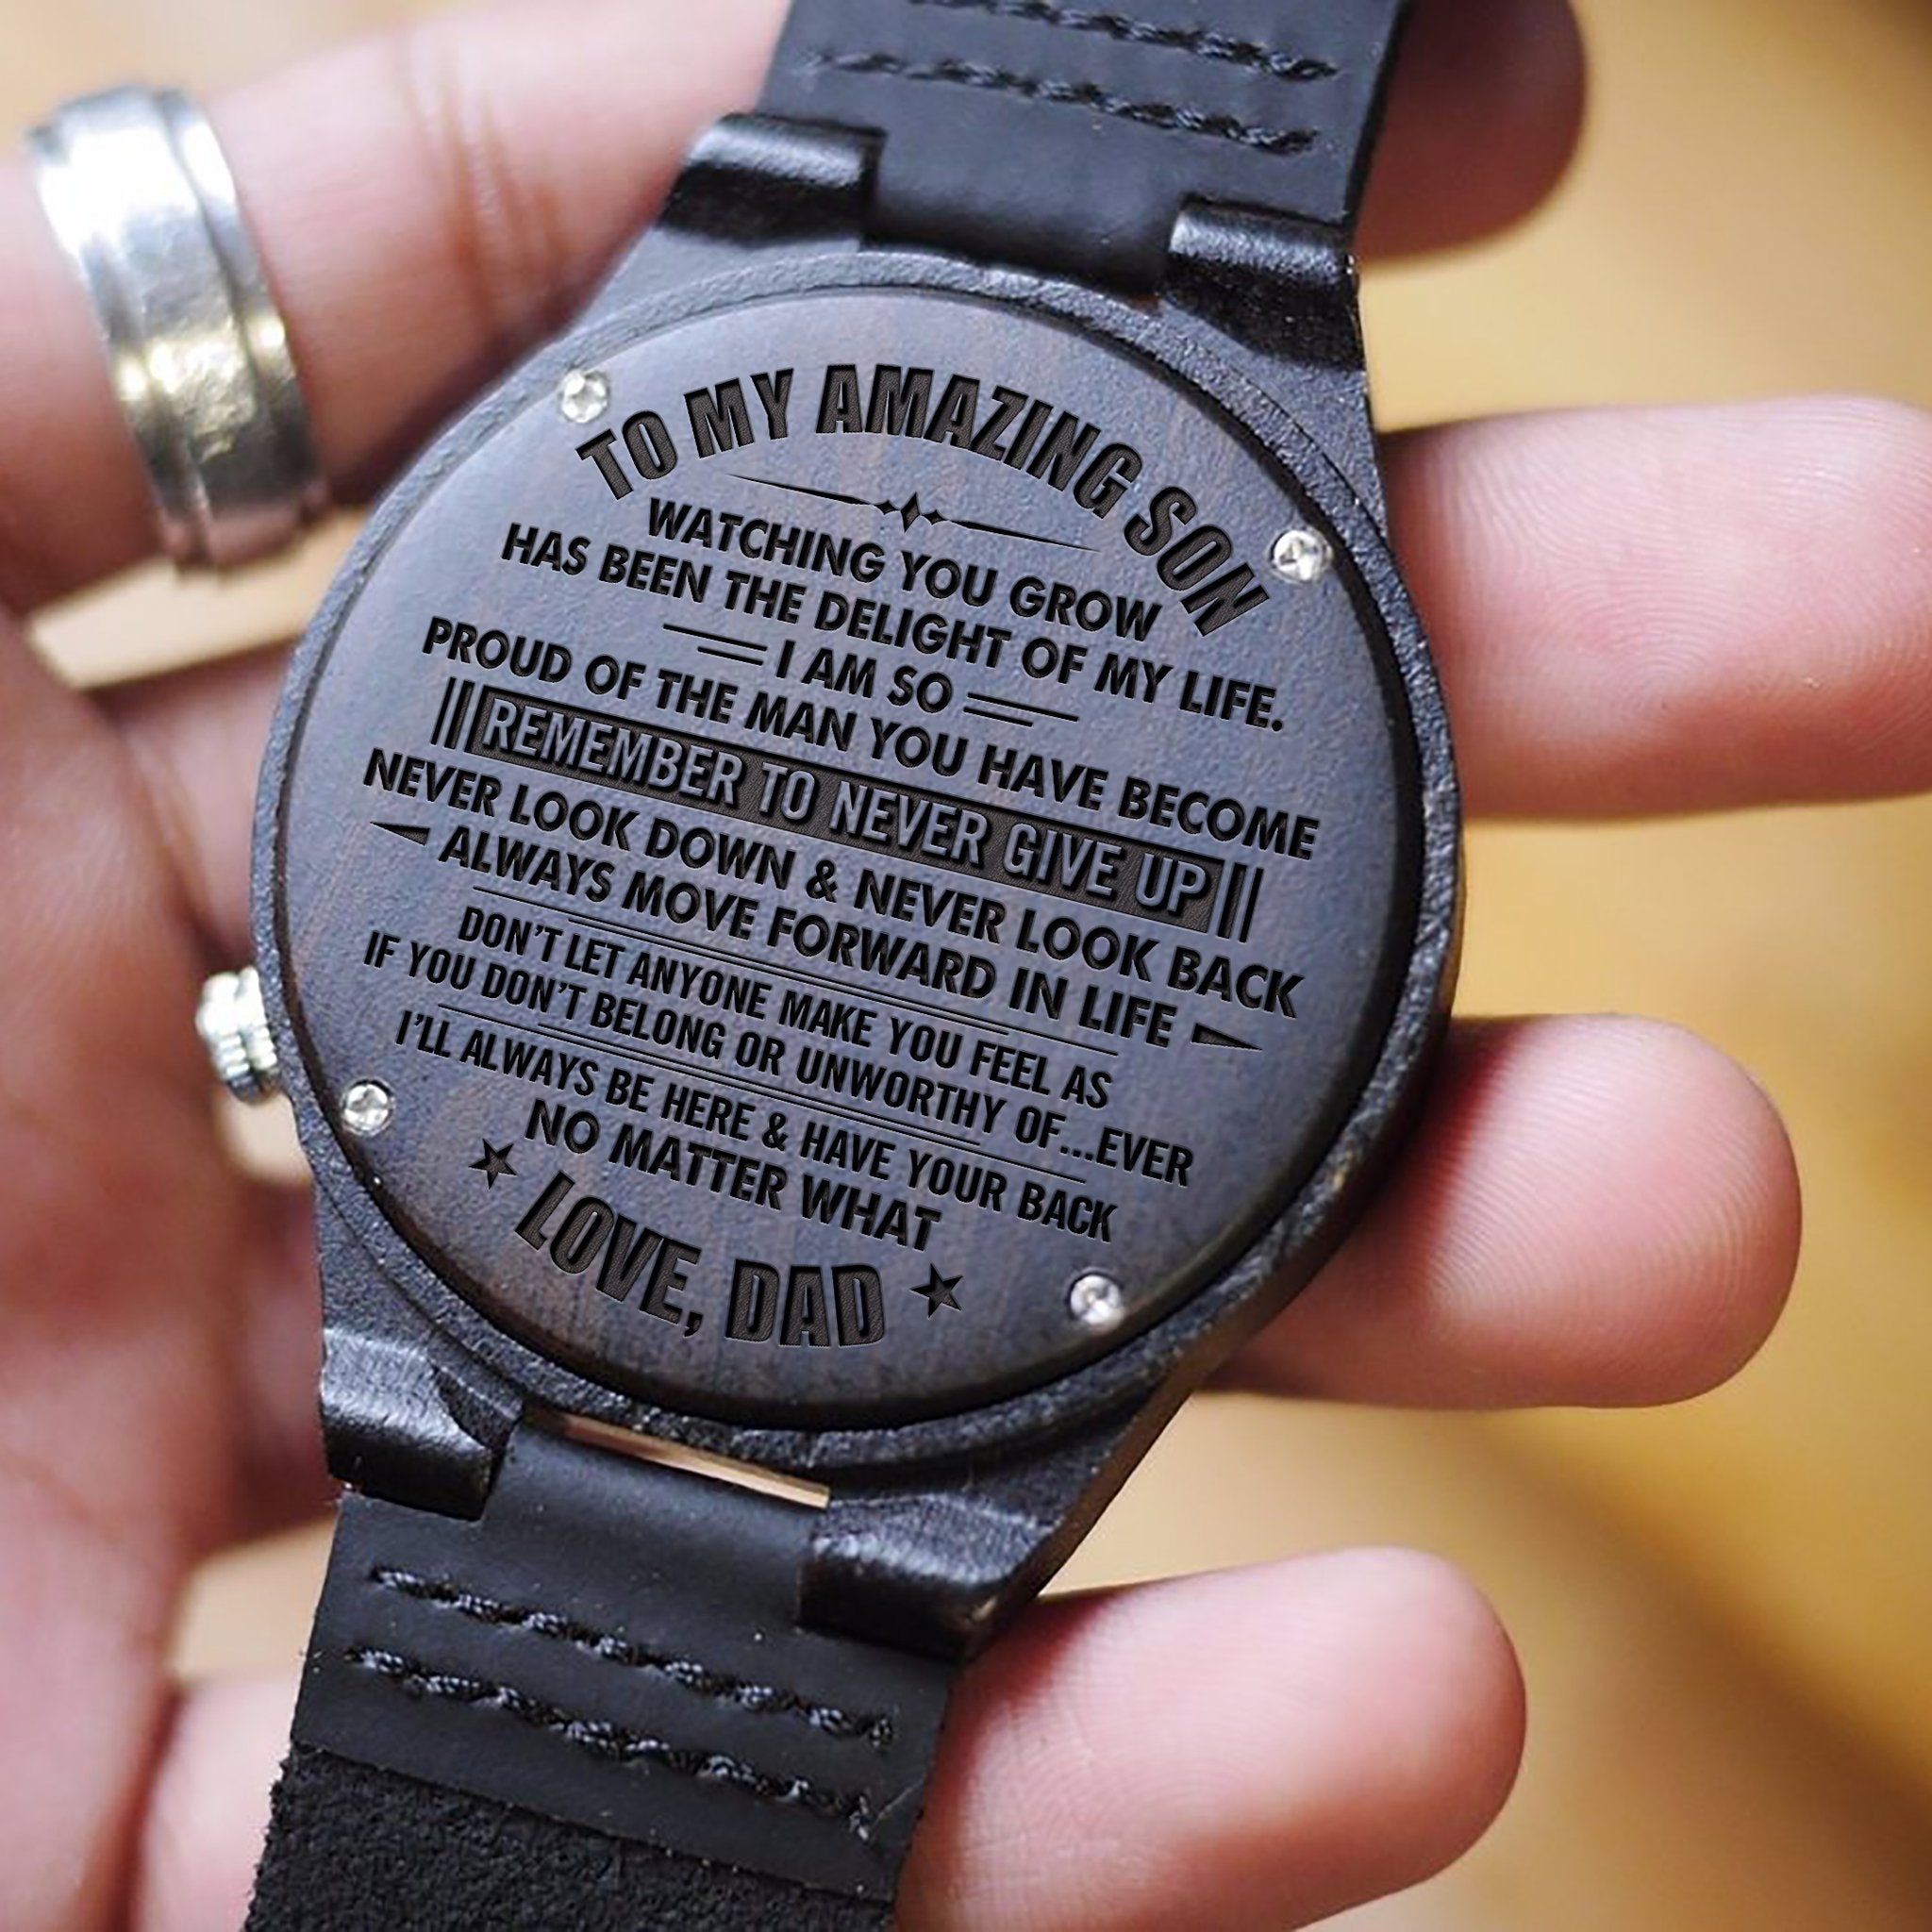 TO MY AMAZING SON
WATCHING YOU GROW
HAS BEEN THE DELIGHT OF MY LIFE.
I AM SO
PROUD OF THE MAN YOU HAVE BECOME
REMEMBER TO NEVER GIVE UP
NEVER LOOK DOWN & NEVER LOOK BACK
ALWAYS MOVE FORWARD IN LIFE
DON'T LET ANYONE MAKE YOU FEEL AS
IF YOU DON'T BELONG OR UNWORTHY OF...EVER
I'LL ALWAYS BE HERE & HAVE YOUR BACK
NO MATTER WHAT
LOVE, DAD